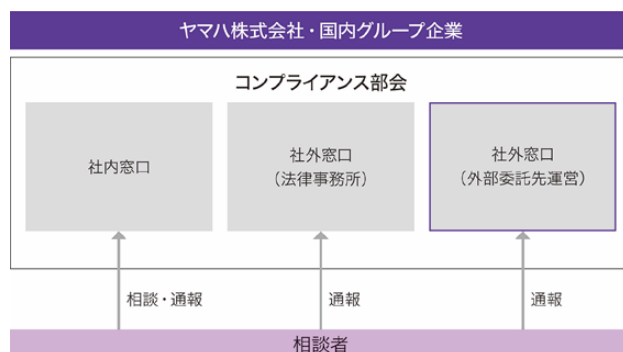 ヤマハ株式会社・国内グループ企業
コンプライアンス部会
社内窓口
社外窓口
（法律事務所）
社外窓口
（外部委託先運営）
相談・通報
通報
通報
相談者